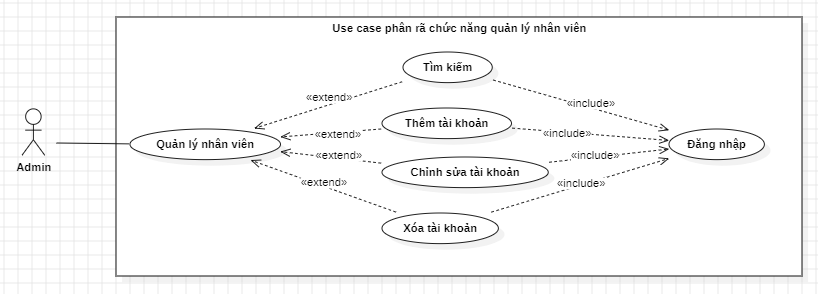 Use case phân rã chức năng quản lý nhân viên
Tìm kiếm
«extend»
«include»
Thêm tài khoản
«extend»
«include»
Quản lý nhân viên
Đăng nhập
«extend»
«include»
Admin
Chỉnh sửa tài khoản
«extend»
«include»
Xóa tài khoản